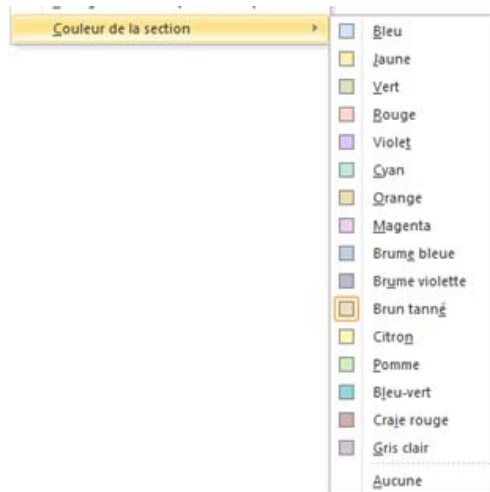 Couleur de la section
Bleu
Jaune
Vert
Rouge
Violet
Cyan
Orange
Magenta
Brume bleue
Brume violette
Brun tanné
Citron
Pomme
Bleu-vert
Craie rouge
Gris clair
Aucune